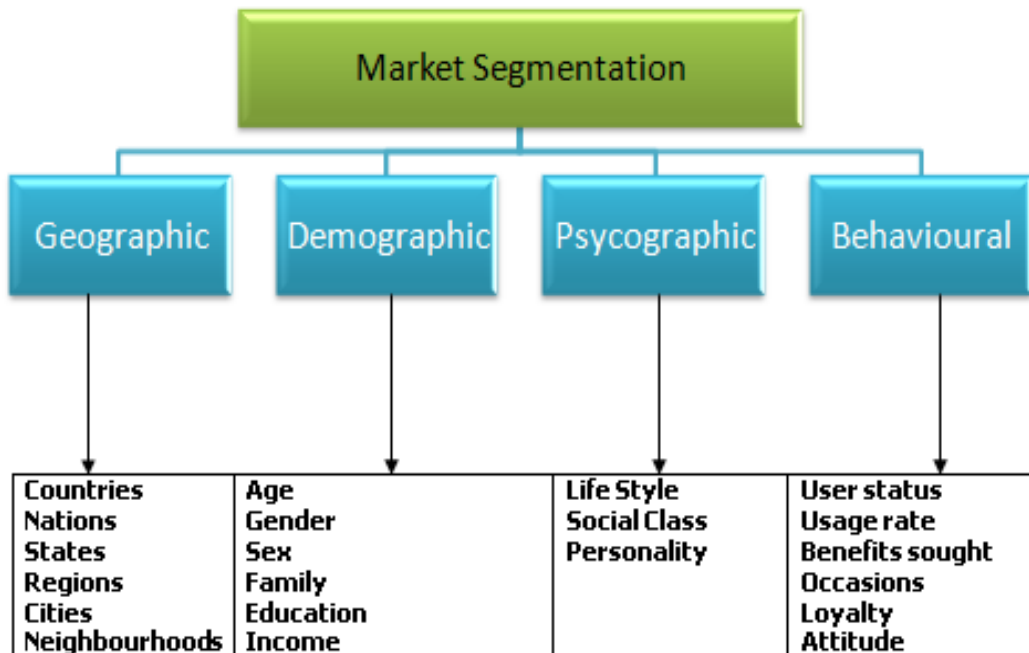 Market Segmentation
Geographic
Demographic
Psycographic
Behavioural
Countries
Nations
States
Regions
Cities
Neighbourhoods
Age
Gender
Sex
Family
Education
Income
Life Style
Social Class
Personality
User status
Usage rate
Benefits sought
Occasions
Loyalty
Attitude